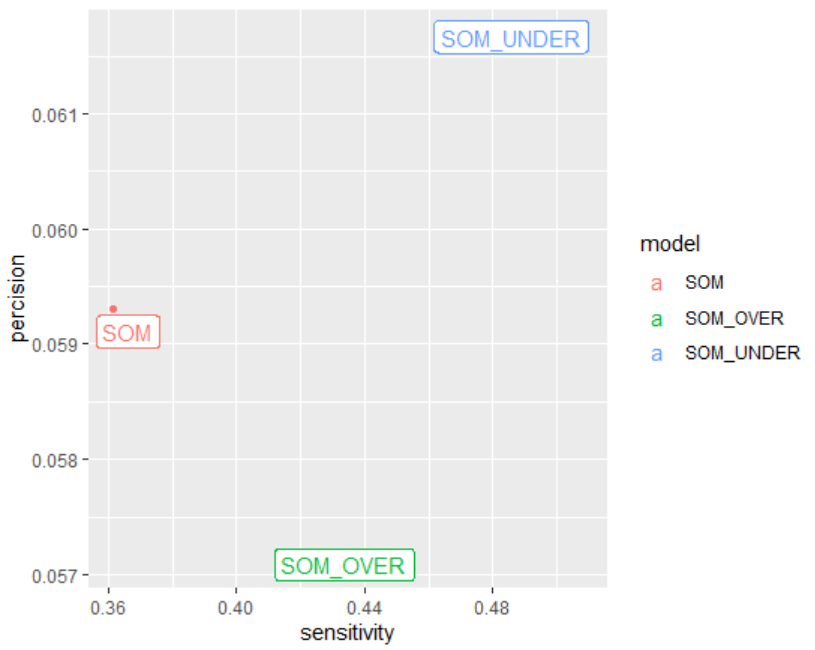 SOM_UNDER
0.061
0.060
0.059
0.058
0.057
percision
SOM
SOM_OVER
0.36 0.40 0.44 0.48
sensitivity
model
a SOM
a SOM_OVER
a SOM_UNDER